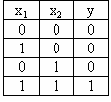 x₁ x₂ y
0 0 0
1 0 0
0 1 0
1 1 1